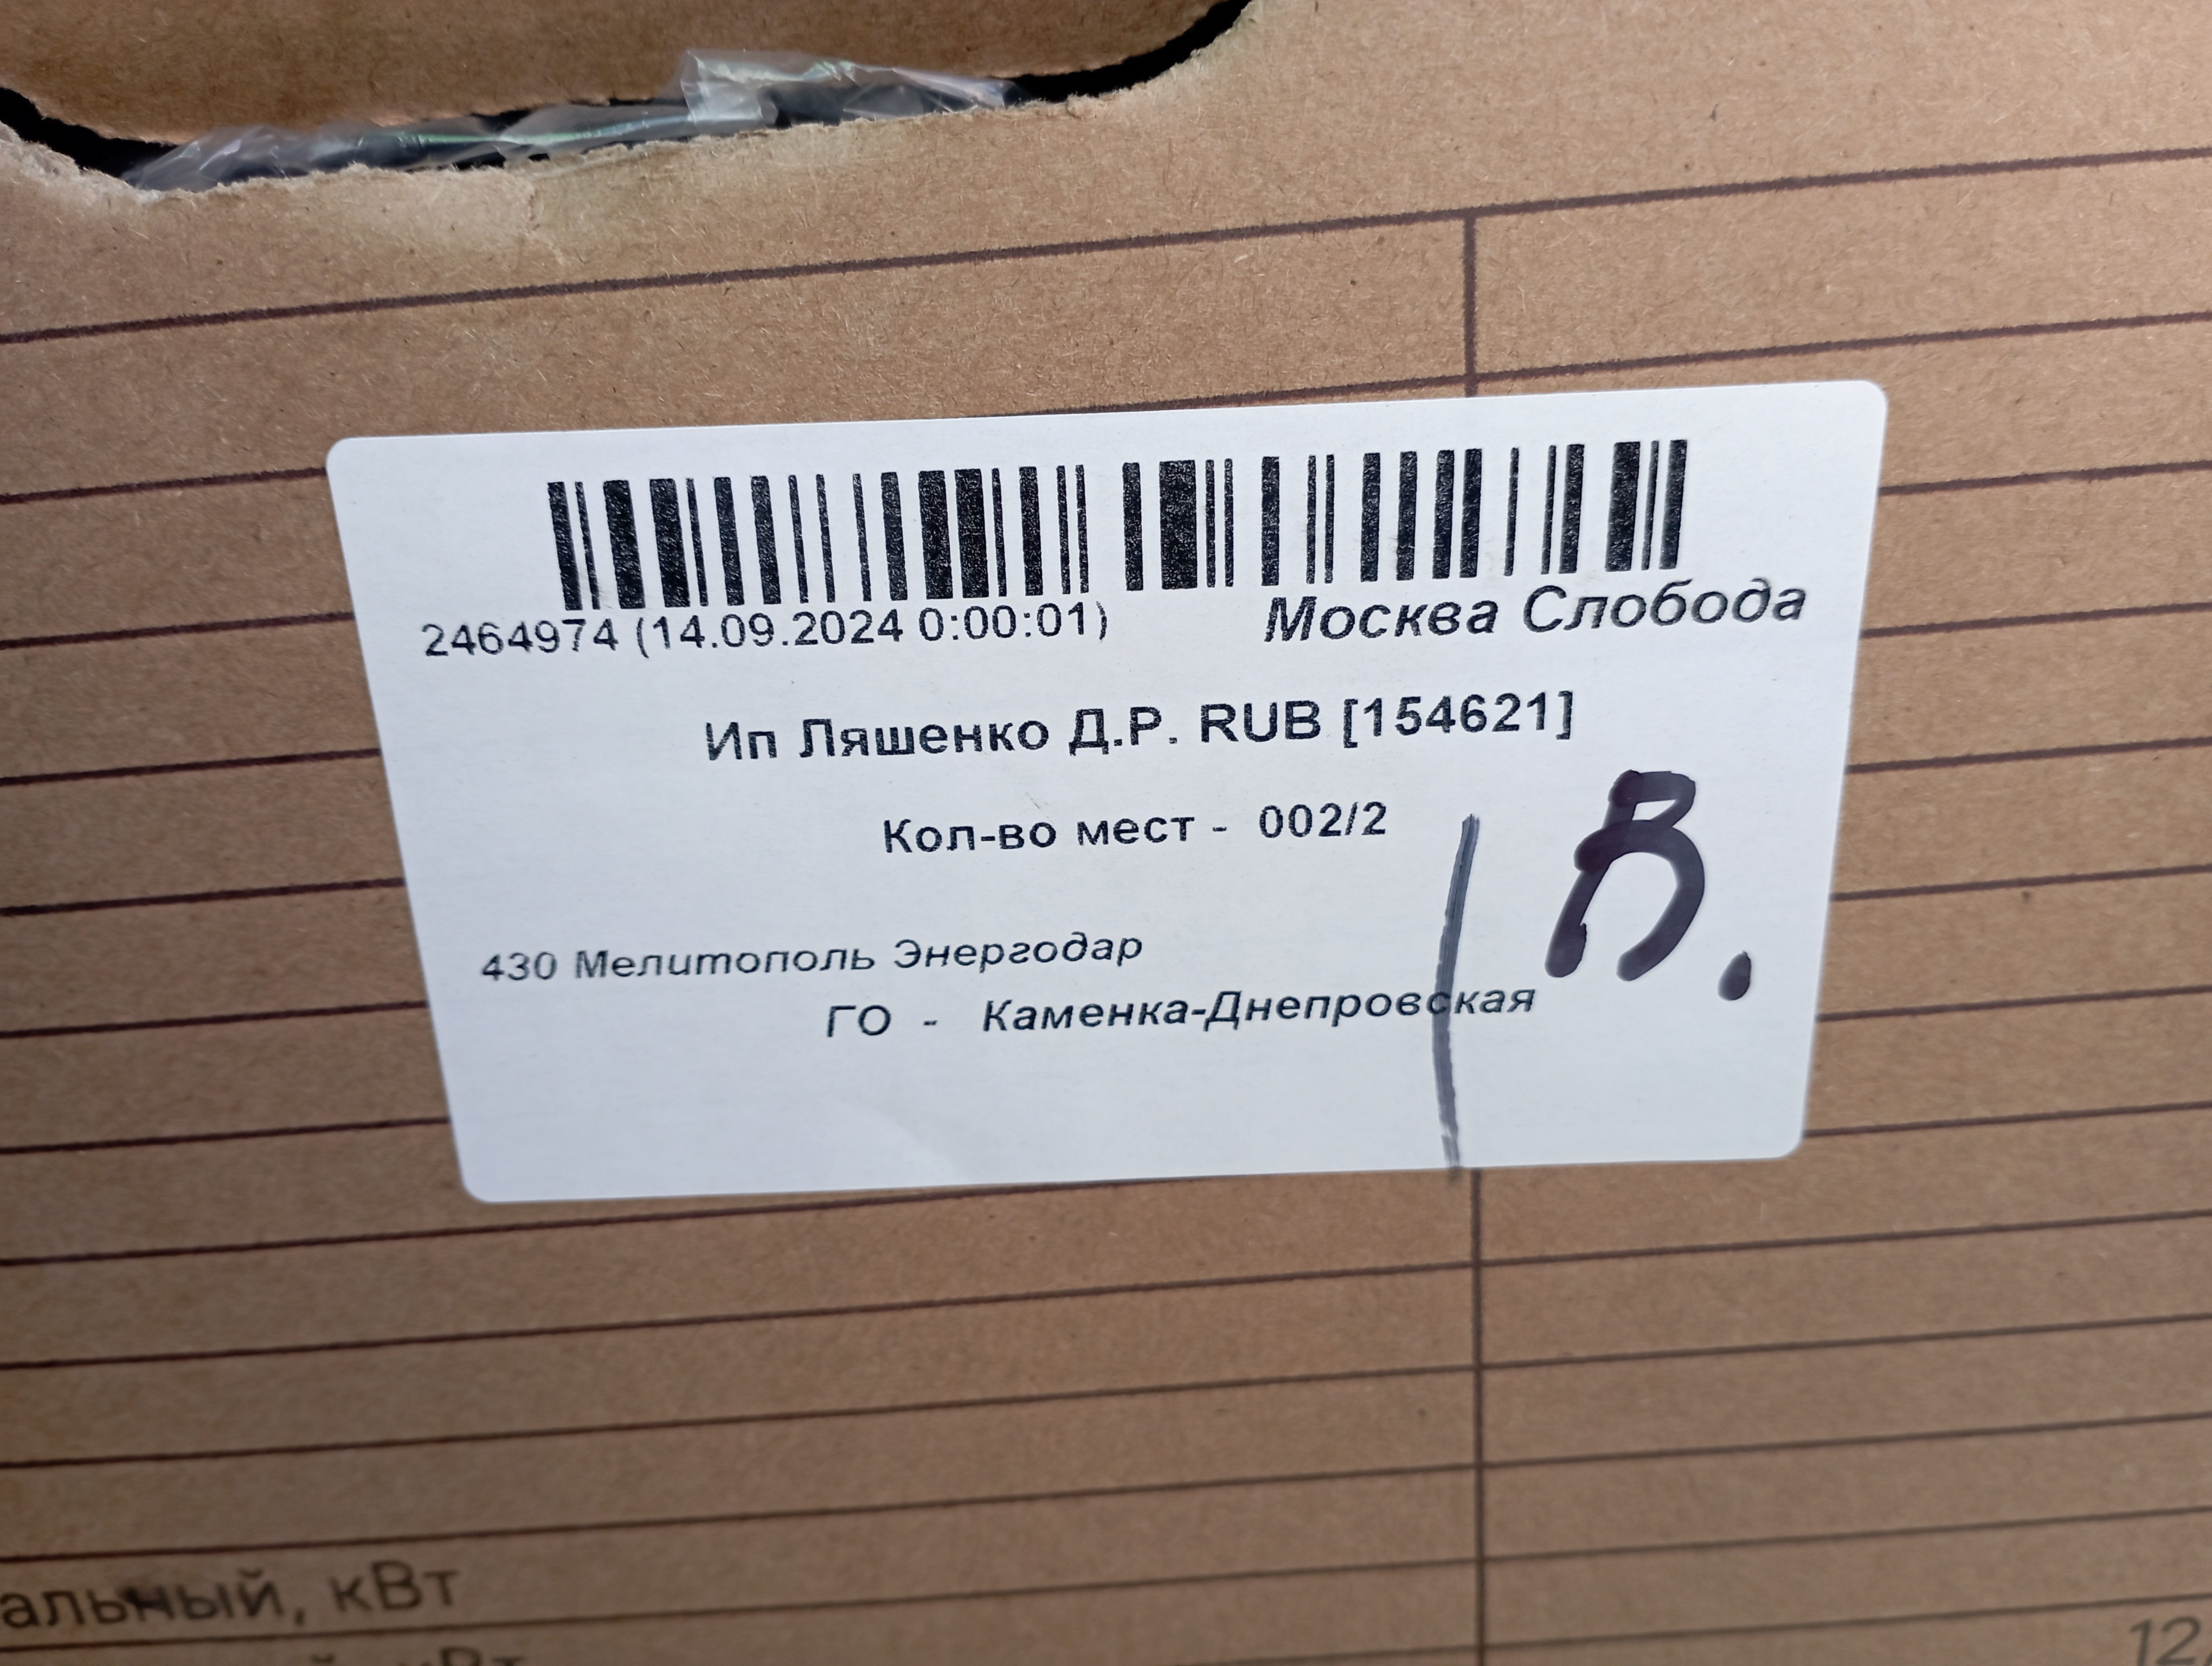 2464974 (14.09.2024 0:00:01) Москва Слобода
Ип Ляшенко Д.Р. RUB [154621]
Кол-во мест - 002/2
430 Мелитополь Энергодар
ГО - Каменка-Днепровская
альный, кВт
12